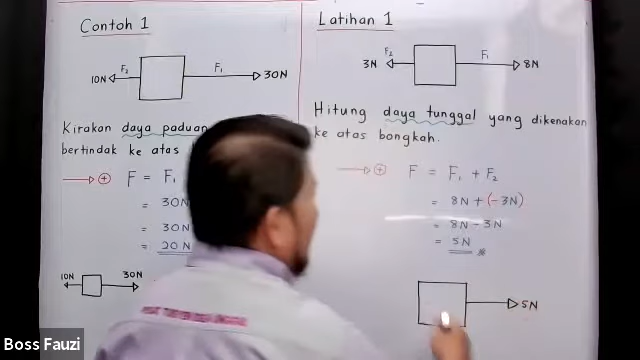 Contoh 1
10N F₂ F₁ 30N
Kirakan daya paduan
bertindak ke atas
→ ⊕ F = F₁
= 30N
= 30N
= 20N
10N 30N
Latihan 1
3N F₂ F₁ 8N
Hitung daya tunggal yang dikenakan
ke atas bongkah.
→ ⊕ F = F₁ + F₂
= 8N + (-3N)
= 8N - 3N
= 5N
5N
Boss Fauzi